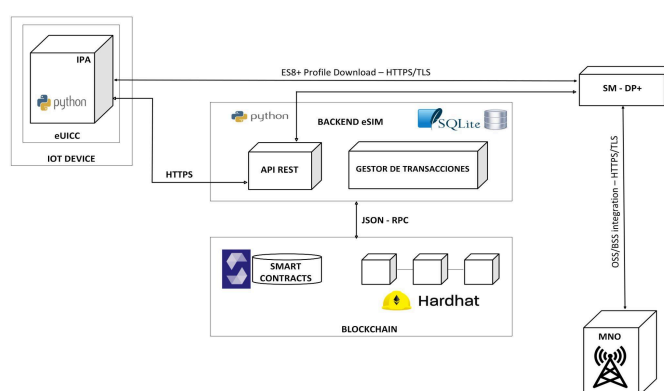 IPA
python
eUICC
IOT DEVICE
ES8+ Profile Download – HTTPS/TLS
SM - DP+
python
BACKEND eSIM
SQLite
API REST
GESTOR DE TRANSACCIONES
HTTPS
JSON - RPC
OSS/BSS integration – HTTPS/TLS
SMART
CONTRACTS
Hardhat
BLOCKCHAIN
MNO